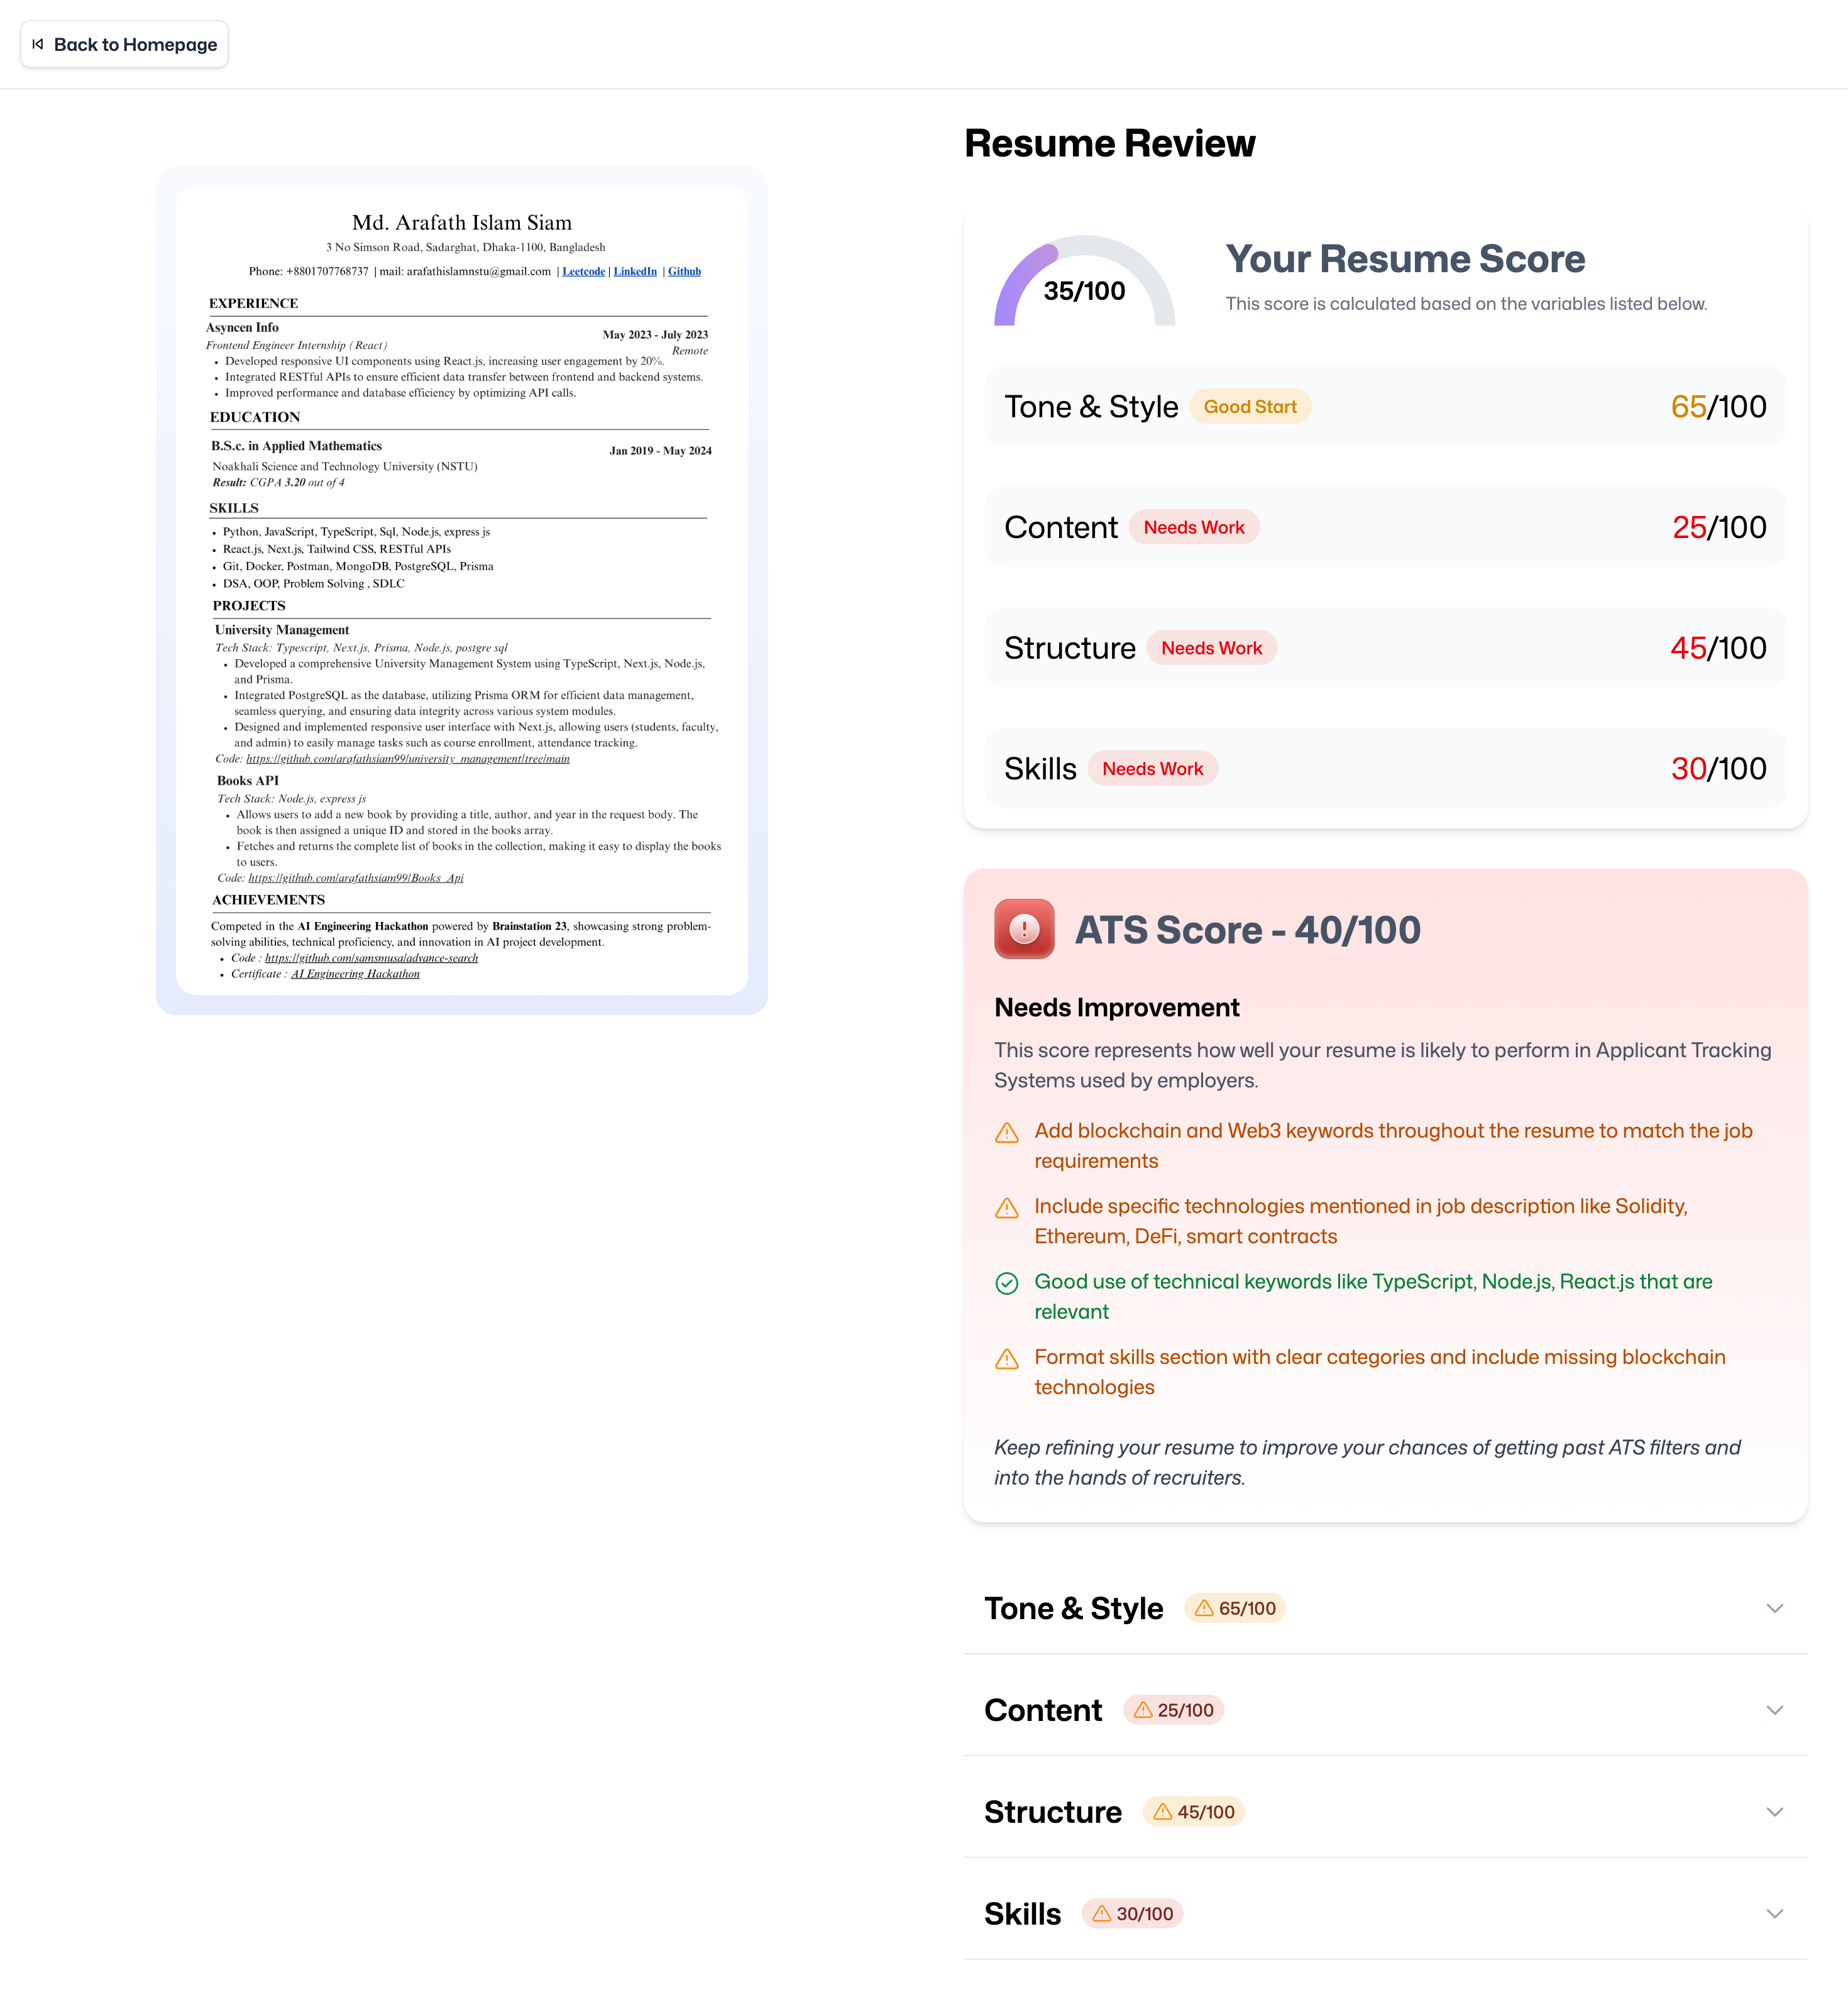 Back to Homepage
Md. Arafath Islam Siam
3 No Simson Road, Sadarghat, Dhaka-1100, Bangladesh
Phone: +8801707768737 | mail: arafathislamnstu@gmail.com | Leetcode | LinkedIn | Github
EXPERIENCE
Asyncen Info
May 2023 - July 2023
Frontend Engineer Internship ( React)
Remote
• Developed responsive UI components using React.js, increasing user engagement by 20%.
• Integrated RESTful APIs to ensure efficient data transfer between frontend and backend systems.
• Improved performance and database efficiency by optimizing API calls.
EDUCATION
B.S.c. in Applied Mathematics
Jan 2019 - May 2024
Noakhali Science and Technology University (NSTU)
Result: CGPA 3.20 out of 4
SKILLS
• Python, JavaScript, TypeScript, Sql, Node.js, express js
• React.js, Next.js, Tailwind CSS, RESTful APIs
• Git, Docker, Postman, MongoDB, PostgreSQL, Prisma
• DSA, OOP, Problem Solving , SDLC
PROJECTS
University Management
Tech Stack: Typescript, Next.js, Prisma, Node.js, postgre sql
• Developed a comprehensive University Management System using TypeScript, Next.js, Node.js,
and Prisma.
• Integrated PostgreSQL as the database, utilizing Prisma ORM for efficient data management,
seamless querying, and ensuring data integrity across various system modules.
• Designed and implemented responsive user interface with Next.js, allowing users (students, faculty,
and admin) to easily manage tasks such as course enrollment, attendance tracking.
Code: https://github.com/arafathsiam99/university_management/tree/main
Books API
Tech Stack: Node.js, express js
• Allows users to add a new book by providing a title, author, and year in the request body. The
book is then assigned a unique ID and stored in the books array.
• Fetches and returns the complete list of books in the collection, making it easy to display the books
to users.
Code: https://github.com/arafathsiam99/Books_Api
ACHIEVEMENTS
Competed in the AI Engineering Hackathon powered by Brainstation 23, showcasing strong problem-
solving abilities, technical proficiency, and innovation in AI project development.
• Code : https://github.com/samsmusa/advance-search
• Certificate : AI Engineering Hackathon
Resume Review
35/100
Your Resume Score
This score is calculated based on the variables listed below.
Tone & Style Good Start 65/100
Content Needs Work 25/100
Structure Needs Work 45/100
Skills Needs Work 30/100
ATS Score - 40/100
Needs Improvement
This score represents how well your resume is likely to perform in Applicant Tracking
Systems used by employers.
Add blockchain and Web3 keywords throughout the resume to match the job
requirements
Include specific technologies mentioned in job description like Solidity,
Ethereum, DeFi, smart contracts
Good use of technical keywords like TypeScript, Node.js, React.js that are
relevant
Format skills section with clear categories and include missing blockchain
technologies
Keep refining your resume to improve your chances of getting past ATS filters and
into the hands of recruiters.
Tone & Style 65/100
Content 25/100
Structure 45/100
Skills 30/100